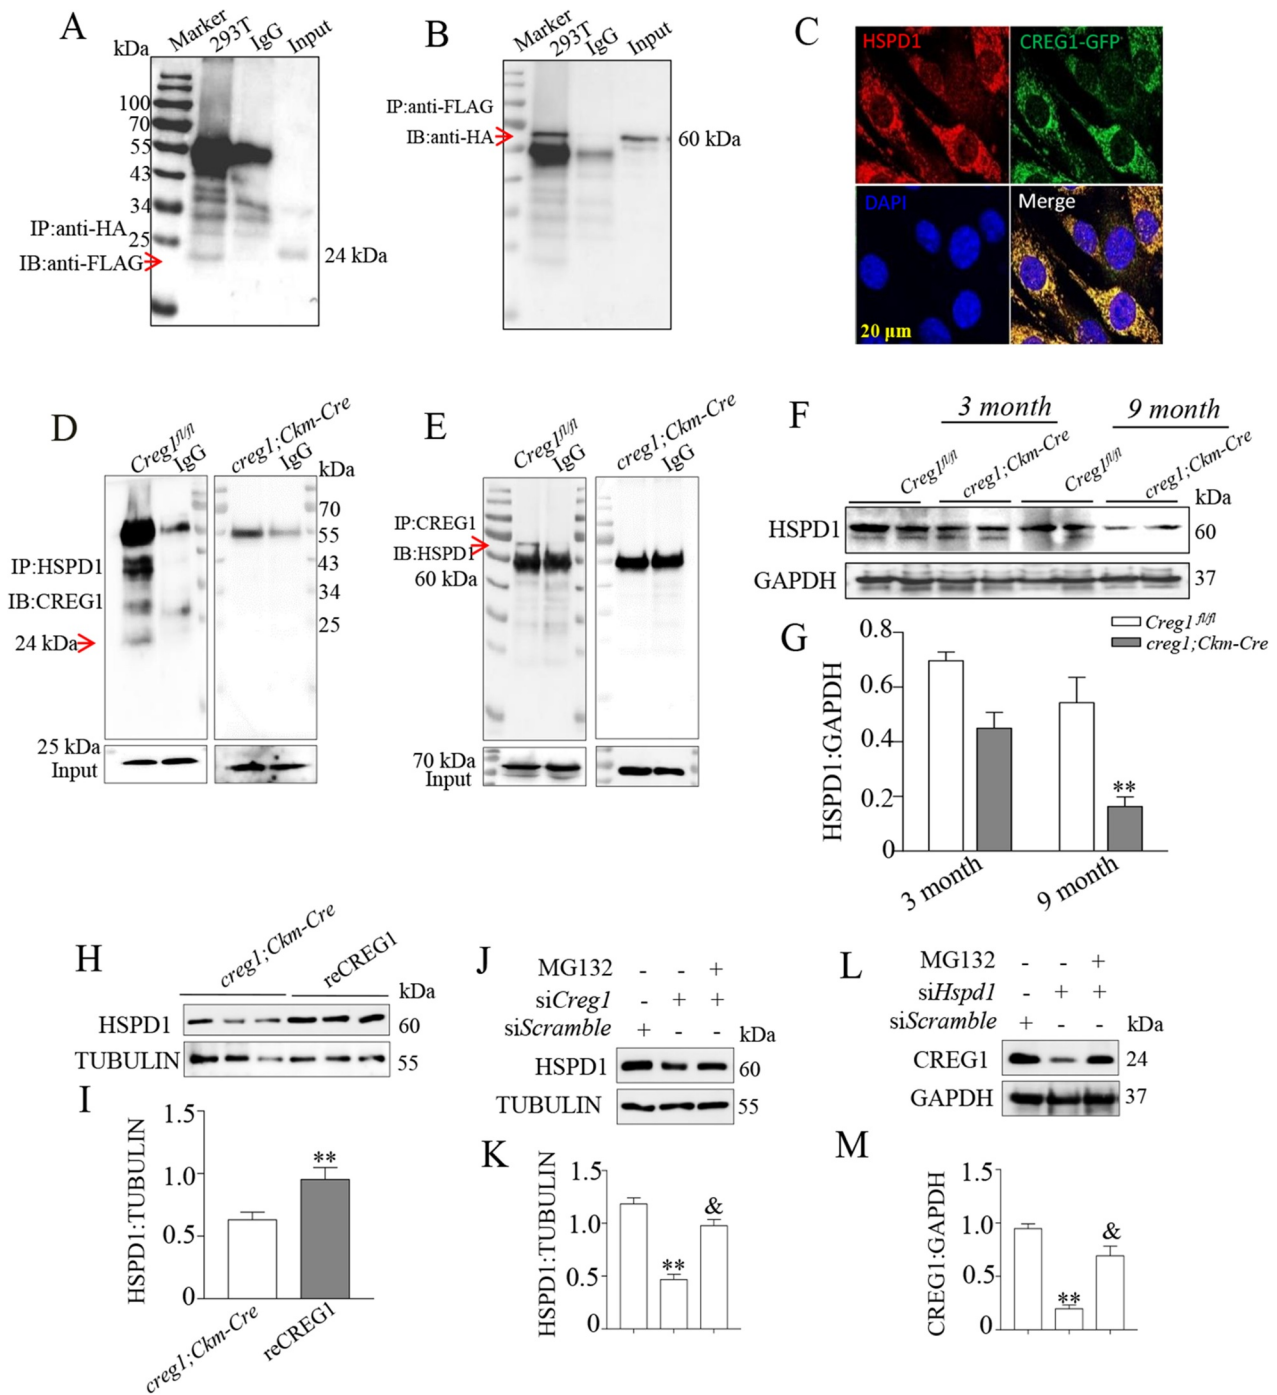 A
Marker
293T
IgG
Input
kDa
100
70
55
43
34
25
IP:anti-HA
IB:anti-FLAG
24 kDa
B
Marker
293T
IgG
Input
IP:anti-FLAG
IB:anti-HA
60 kDa
C
HSPD1
CREG1-GFP
DAPI
Merge
20 µm
D
Creg1fl/fl
IgG
creg1;Ckm-Cre
IgG
kDa
70
55
43
34
25
IP:HSPD1
IB:CREG1
24 kDa
25 kDa
Input
E
Creg1fl/fl
IgG
creg1;Ckm-Cre
IgG
IP:CREG1
IB:HSPD1
60 kDa
70 kDa
Input
F
3 month
9 month
Creg1fl/fl
creg1;Ckm-Cre
Creg1fl/fl
creg1;Ckm-Cre
kDa
HSPD1
60
GAPDH
37
G
Creg1fl/fl
creg1;Ckm-Cre
HSPD1:GAPDH
0.8
0.6
0.4
0.2
0
**
3 month
9 month
H
creg1;Ckm-Cre
reCREG1
kDa
HSPD1
60
TUBULIN
55
I
HSPD1:TUBULIN
1.5
1.0
0.5
0
**
creg1;Ckm-Cre
reCREG1
J
MG132 - - +
siCreg1 - + +
siScramble + - -
kDa
HSPD1
60
TUBULIN
55
K
HSPD1:TUBULIN
1.5
1.0
0.5
0
**
&
L
MG132 - - +
siHspd1 - + +
siScramble + - -
kDa
CREG1
24
GAPDH
37
M
CREG1:GAPDH
1.5
1.0
0.5
0
**
&